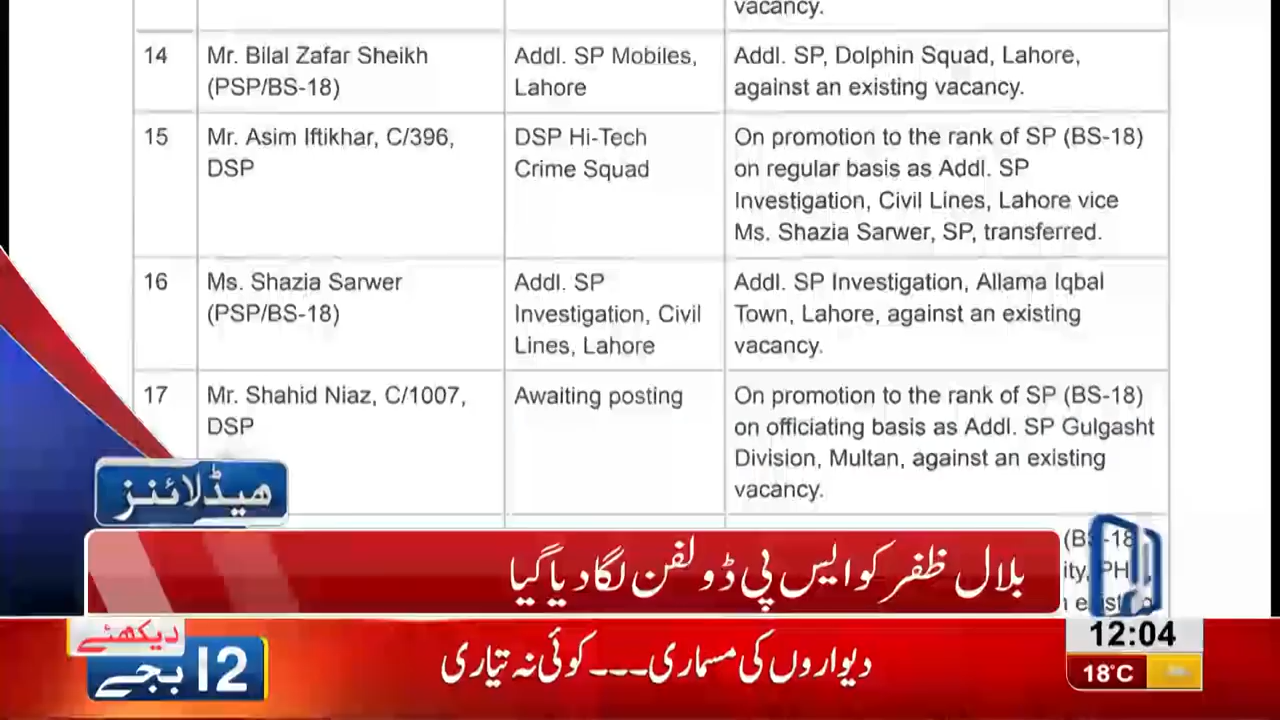 vacancy.
14
Mr. Bilal Zafar Sheikh
(PSP/BS-18)
Addl. SP Mobiles,
Lahore
Addl. SP, Dolphin Squad, Lahore,
against an existing vacancy.
15
Mr. Asim Iftikhar, C/396,
DSP
DSP Hi-Tech
Crime Squad
On promotion to the rank of SP (BS-18)
on regular basis as Addl. SP
Investigation, Civil Lines, Lahore vice
Ms. Shazia Sarwer, SP, transferred.
16
Ms. Shazia Sarwer
(PSP/BS-18)
Addl. SP
Investigation, Civil
Lines, Lahore
Addl. SP Investigation, Allama Iqbal
Town, Lahore, against an existing
vacancy.
17
Mr. Shahid Niaz, C/1007,
DSP
Awaiting posting
On promotion to the rank of SP (BS-18)
on officiating basis as Addl. SP Gulgasht
Division, Multan, against an existing
vacancy.
ہیڈلائنز
بلال ظفر کو ایس پی ڈولفن لگا دیا گیا
دیکھئے
12 بجے
دیواروں کی مسماری۔۔۔کوئی نہ تیاری
12:04
18°C